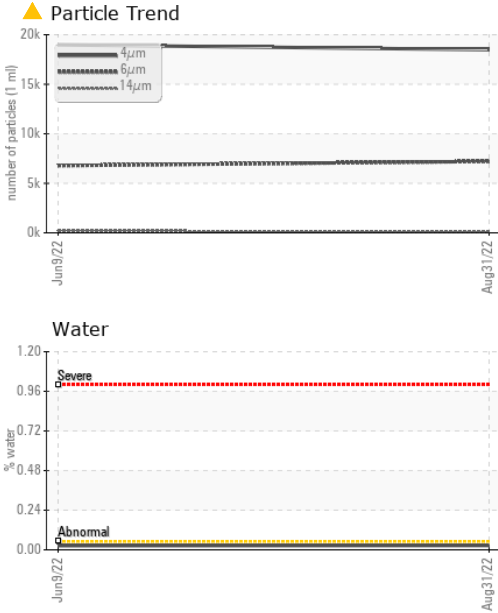 Particle Trend
number of particles (1 ml)
20k
15k
10k
5k
0k
4µm
6µm
14µm
Jun9/22
Aug31/22
Water
% water
1.20
0.96
0.72
0.48
0.24
0.00
Severe
Abnormal
Jun9/22
Aug31/22